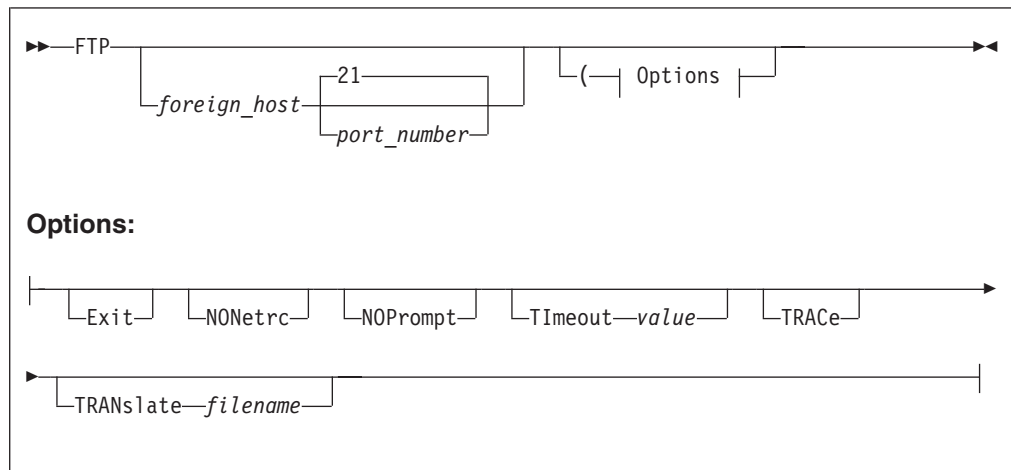 FTP
21
( Options
foreign_host
port_number
Options:
Exit NONetrc NOPrompt TImeout value TRACe
TRANslate filename